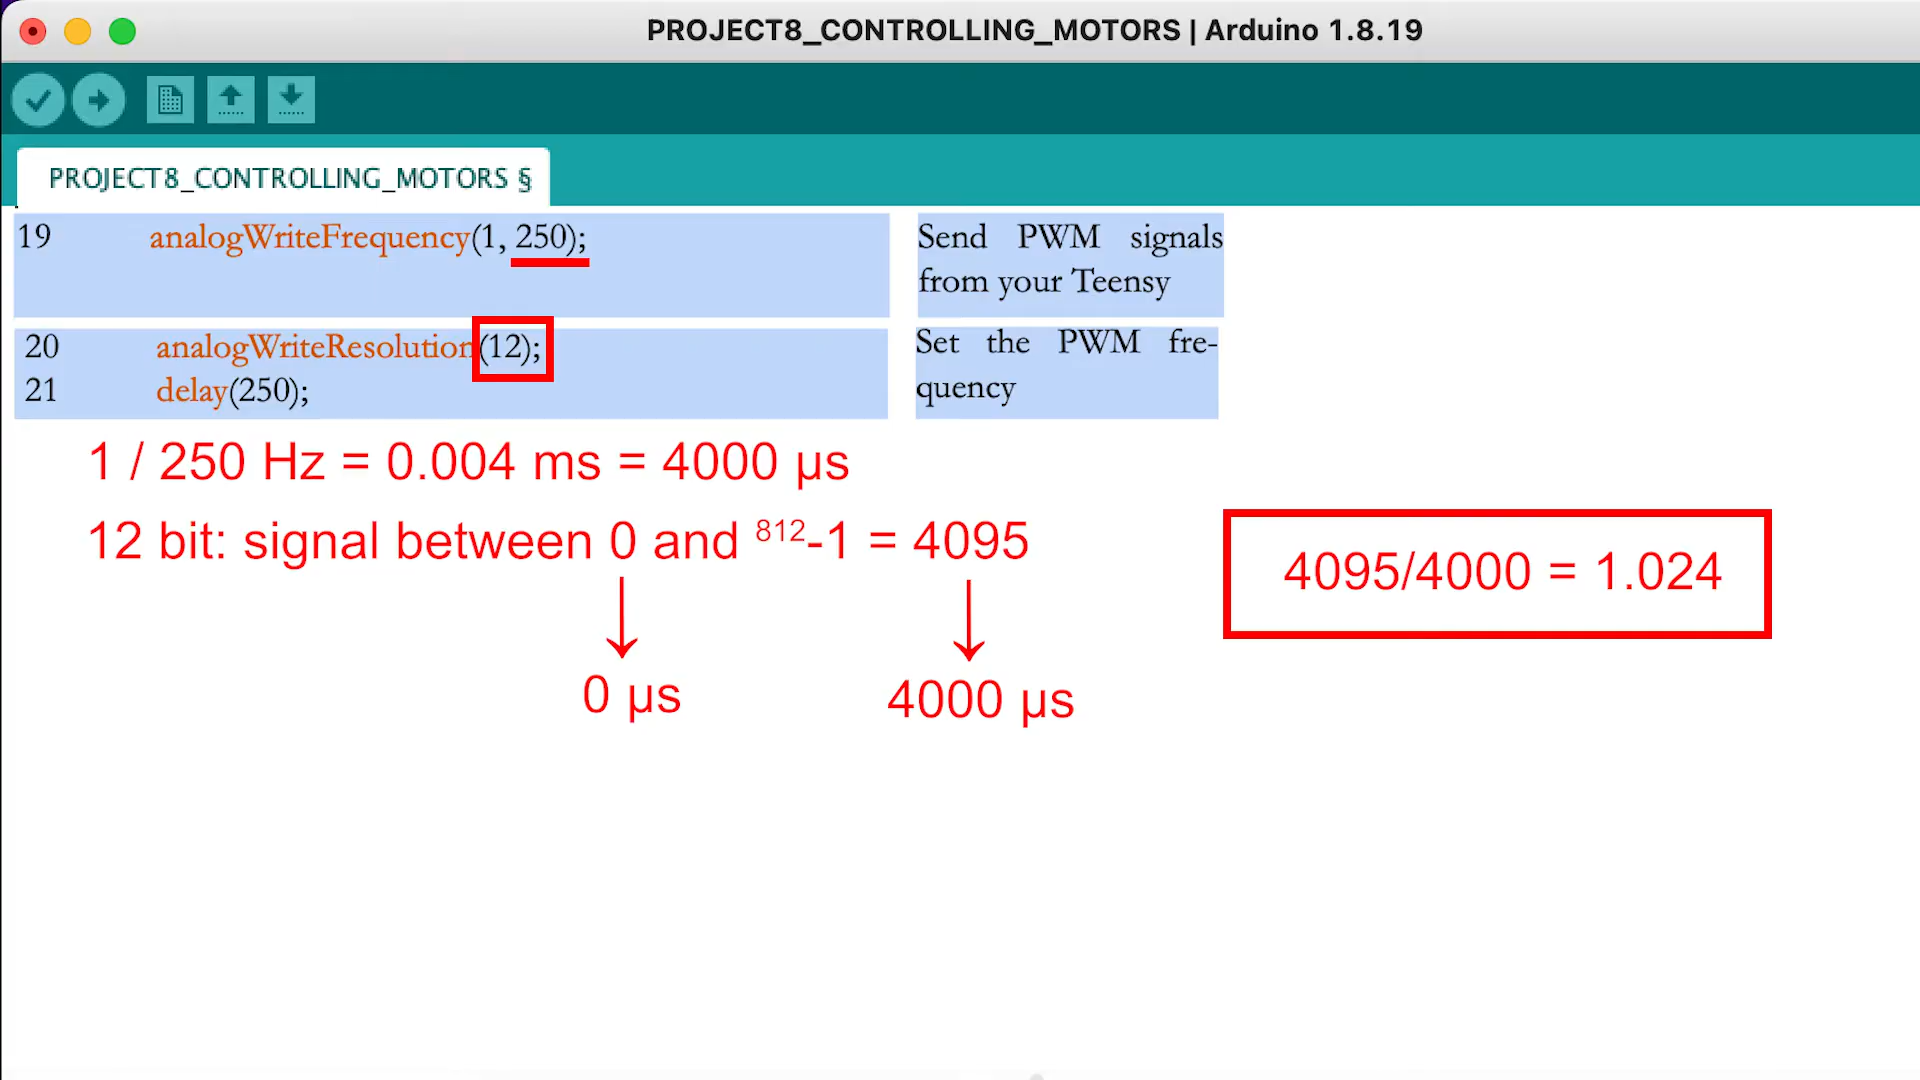 PROJECT8_CONTROLLING_MOTORS | Arduino 1.8.19
PROJECT8_CONTROLLING_MOTORS §
19 analogWriteFrequency(1, 250);
Send PWM signals
from your Teensy
20 analogWriteResolution(12);
21 delay(250);
Set the PWM fre-
quency
1 / 250 Hz = 0.004 ms = 4000 µs
12 bit: signal between 0 and ⁸¹²-1 = 4095
4095/4000 = 1.024
0 µs
4000 µs